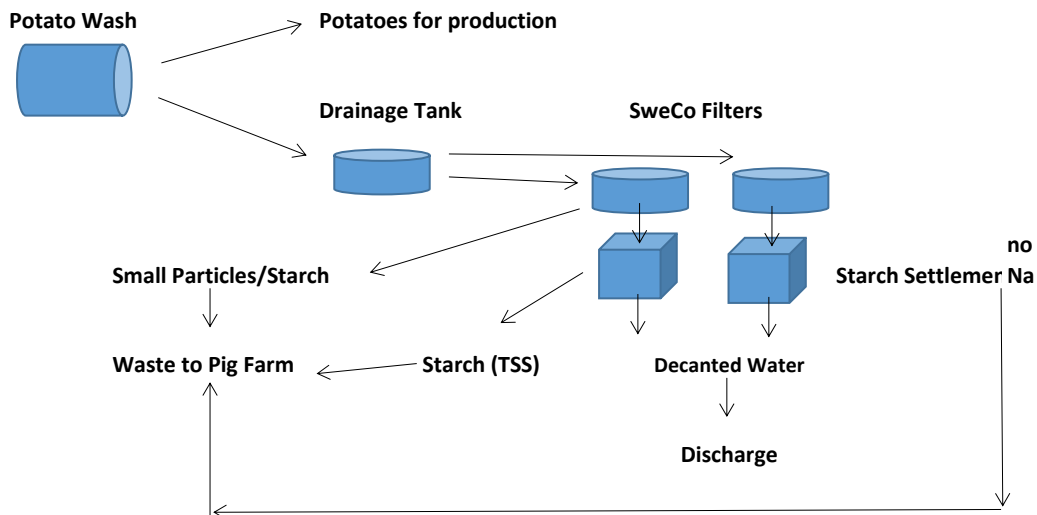 Potato Wash
Potatoes for production
Drainage Tank
SweCo Filters
no
Small Particles/Starch
Starch Settlemer Na
Waste to Pig Farm
Starch (TSS)
Decanted Water
Discharge